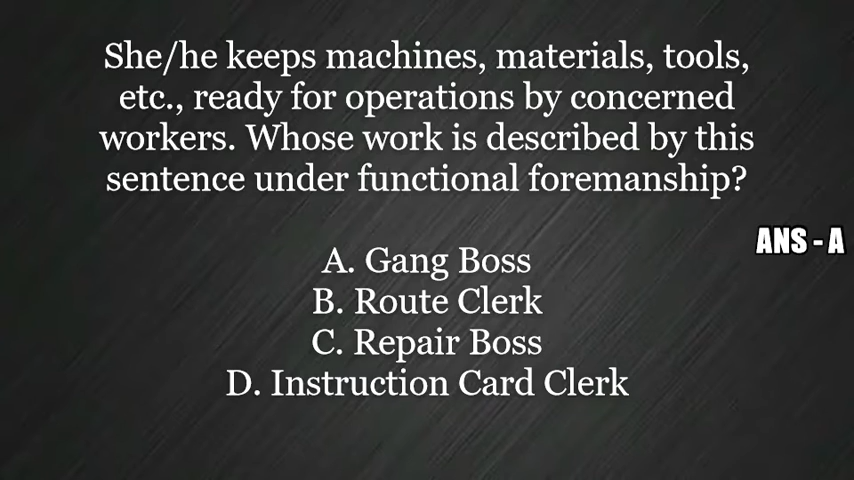 She/he keeps machines, materials, tools,
etc., ready for operations by concerned
workers. Whose work is described by this
sentence under functional foremanship?
ANS - A
A. Gang Boss
B. Route Clerk
C. Repair Boss
D. Instruction Card Clerk